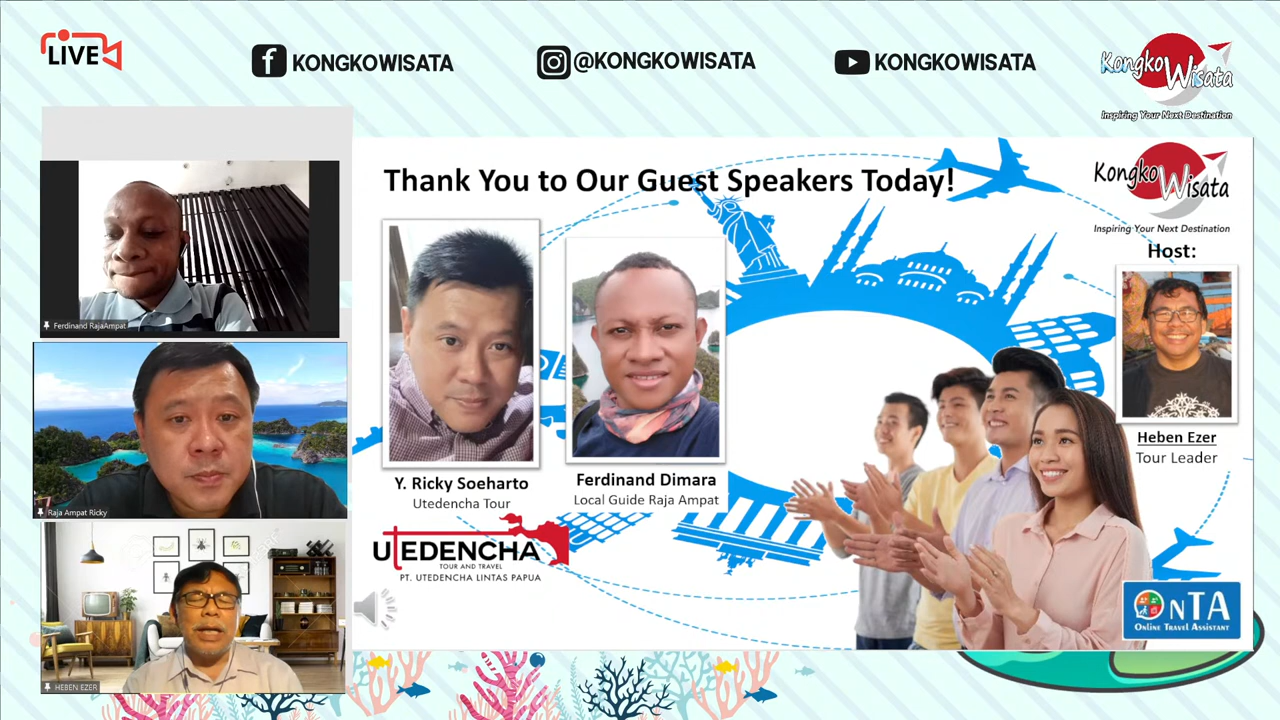 LIVE
KONGKOWISATA
@KONGKOWISATA
KONGKOWISATA
Kongko Wisata
Inspiring Your Next Destination
Ferdinand RajaAmpat
Raja Ampat Ricky
HEBEN EZER
Thank You to Our Guest Speakers Today!
Kongko Wisata
Inspiring Your Next Destination
Host:
Heben Ezer
Tour Leader
Y. Ricky Soeharto
Utedencha Tour
Ferdinand Dimara
Local Guide Raja Ampat
UTEDENCHA
TOUR AND TRAVEL
PT. UTEDENCHA LINTAS PAPUA
ONTA
ONLINE TRAVEL ASSISTANT